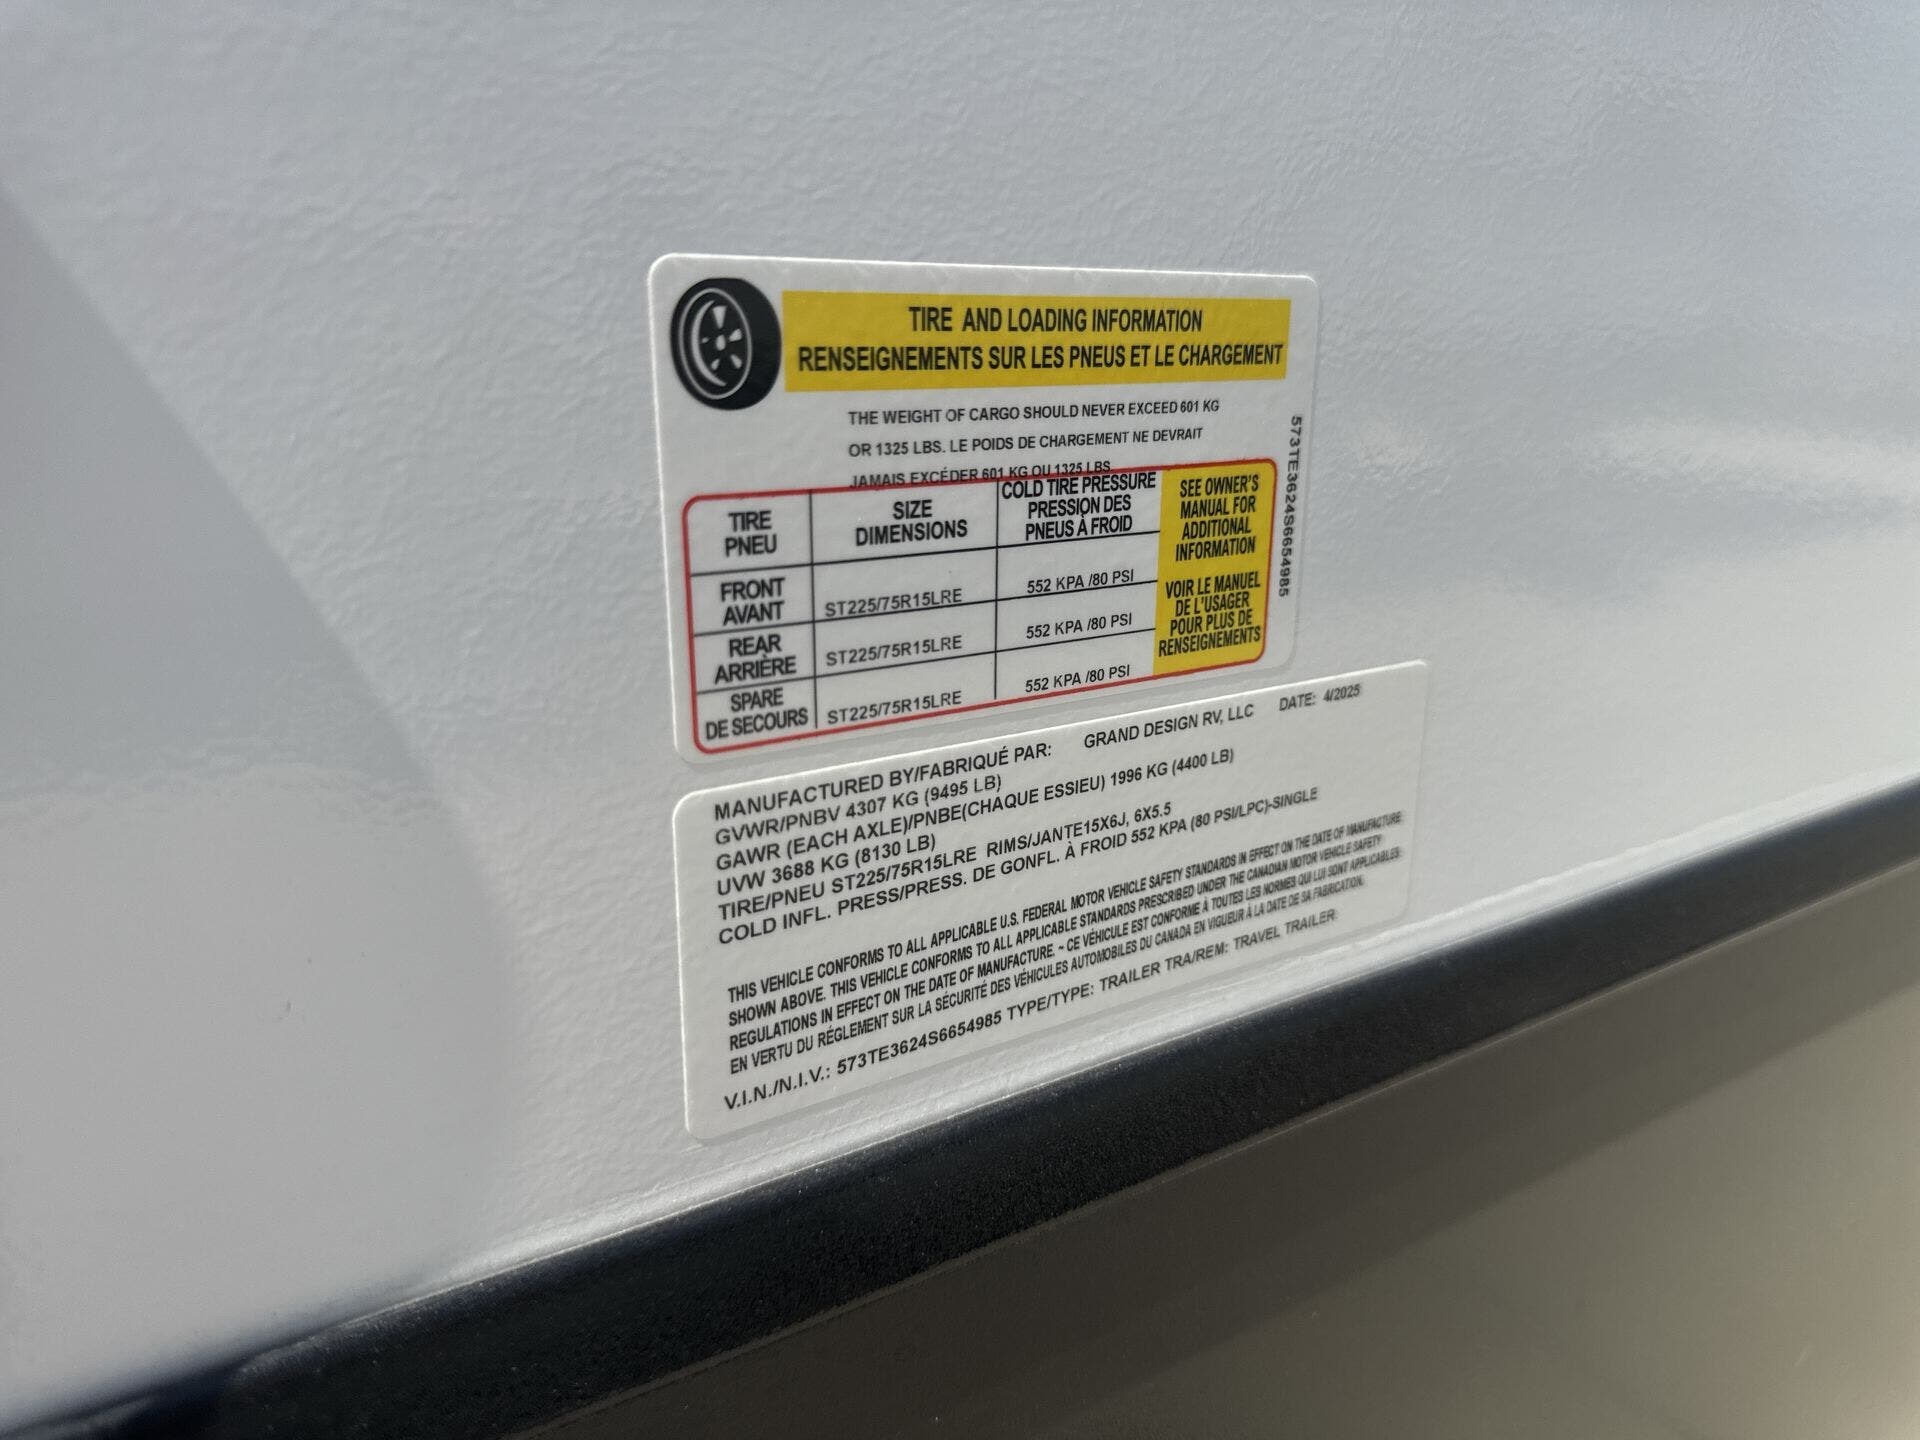 TIRE AND LOADING INFORMATION
RENSEIGNEMENTS SUR LES PNEUS ET LE CHARGEMENT
THE WEIGHT OF CARGO SHOULD NEVER EXCEED 601 KG
OR 1325 LBS. LE POIDS DE CHARGEMENT NE DEVRAIT
JAMAIS EXCÉDER 601 KG OU 1325 LBS
TIRE
PNEU
SIZE
DIMENSIONS
COLD TIRE PRESSURE
PRESSION DES
PNEUS À FROID
FRONT
AVANT
ST225/75R15LRE
552 KPA /80 PSI
REAR
ARRIÈRE
ST225/75R15LRE
552 KPA /80 PSI
SPARE
DE SECOURS
ST225/75R15LRE
552 KPA /80 PSI
SEE OWNER'S
MANUAL FOR
ADDITIONAL
INFORMATION
VOIR LE MANUEL
DE L'USAGER
POUR PLUS DE
RENSEIGNEMENTS
573TE3624S6654985
MANUFACTURED BY/FABRIQUÉ PAR: GRAND DESIGN RV, LLC DATE: 4/2025
GVWR/PNBV 4307 KG (9495 LB)
GAWR (EACH AXLE)/PNBE(CHAQUE ESSIEU) 1996 KG (4400 LB)
UVW 3688 KG (8130 LB)
TIRE/PNEU ST225/75R15LRE RIMS/JANTE15X6J, 6X5.5
COLD INFL. PRESS/PRESS. DE GONFL. À FROID 552 KPA (80 PSI/LPC)-SINGLE
THIS VEHICLE CONFORMS TO ALL APPLICABLE U.S. FEDERAL MOTOR VEHICLE SAFETY STANDARDS IN EFFECT ON THE DATE OF MANUFACTURE
SHOWN ABOVE. THIS VEHICLE CONFORMS TO ALL APPLICABLE STANDARDS PRESCRIBED UNDER THE CANADIAN MOTOR VEHICLE SAFETY
REGULATIONS IN EFFECT ON THE DATE OF MANUFACTURE. - CE VÉHICULE EST CONFORME À TOUTES LES NORMES QUI LUI SONT APPLICABLES
EN VERTU DU RÉGLEMENT SUR LA SÉCURITÉ DES VÉHICULES AUTOMOBILES DU CANADA EN VIGUEUR À LA DATE DE SA FABRICATION.
V.I.N./N.I.V.: 573TE3624S6654985 TYPE/TYPE: TRAILER TRA/REM: TRAVEL TRAILER